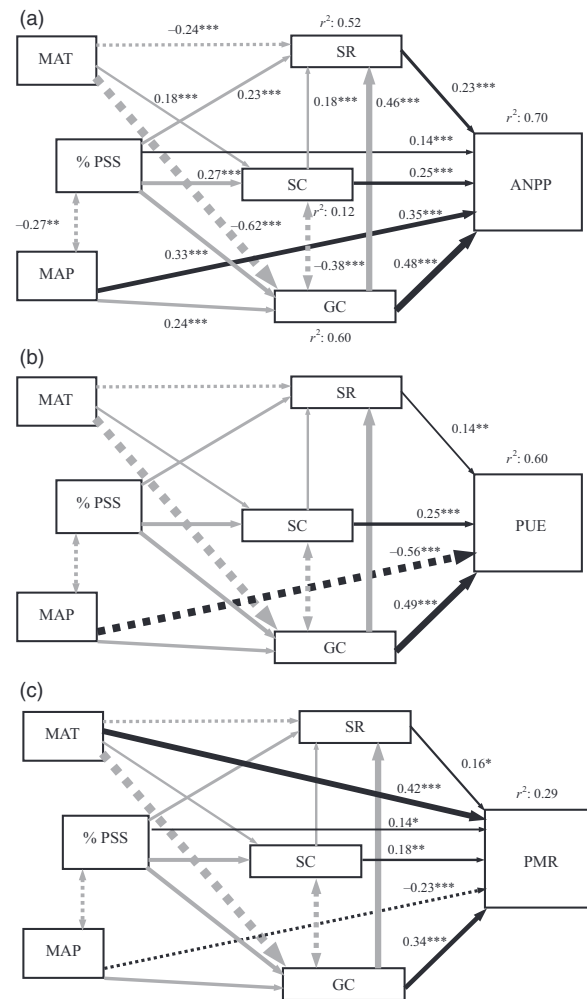 (a)
−0.24***
r²: 0.52
MAT
SR
0.18***
0.23***
0.18***
0.46***
0.23***
r²: 0.70
% PSS
0.14***
ANPP
0.27***
SC
0.25***
r²: 0.12
−0.27**
−0.62***
0.35***
MAP
0.33***
−0.38***
0.48***
GC
0.24***
r²: 0.60
(b)
MAT
SR
0.14**
r²: 0.60
% PSS
SC
0.25***
PUE
−0.56***
MAP
0.49***
GC
(c)
MAT
SR
0.16*
0.42***
r²: 0.29
% PSS
0.14*
SC
0.18**
PMR
−0.23***
MAP
0.34***
GC